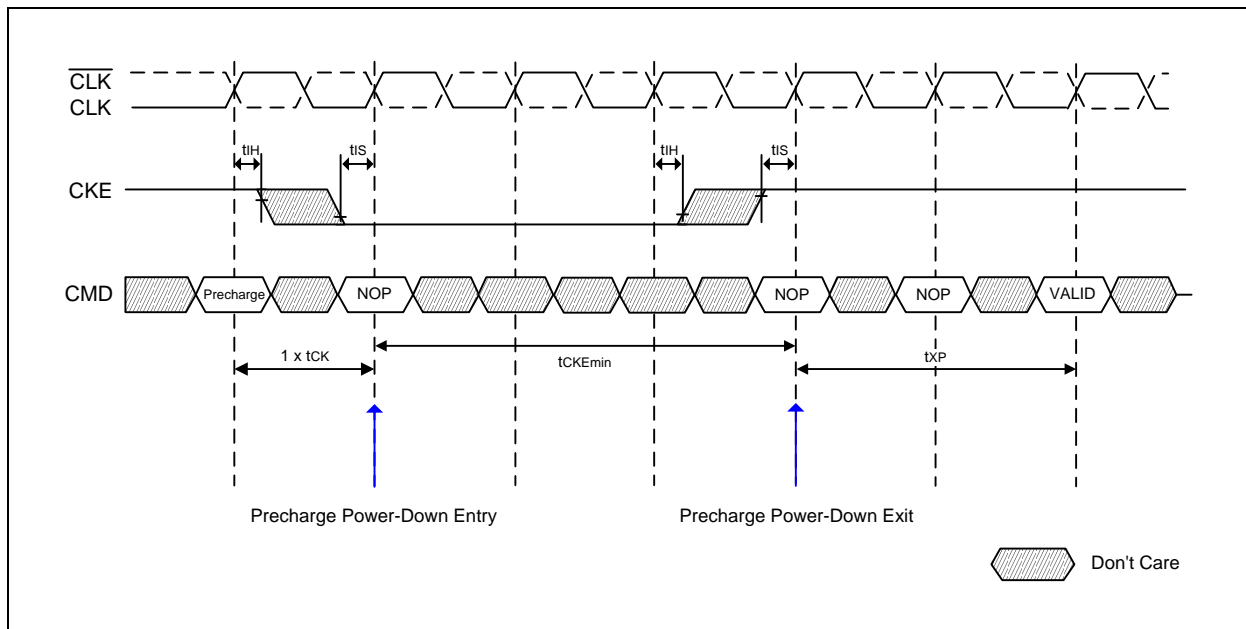 CLK
CLK
tIH
tIS
tIH
tIS
CKE
CMD
Precharge
NOP
NOP
NOP
VALID
1 x tCK
tCKEmin
tXP
Precharge Power-Down Entry
Precharge Power-Down Exit
Don't Care